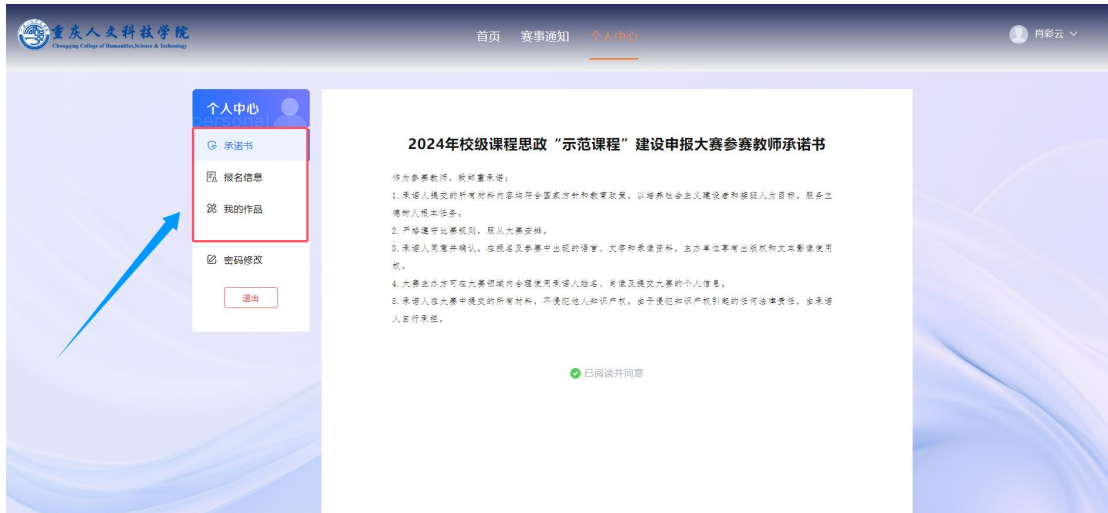 重庆人文科技学院
Chongqing College of Humanities,Science & Technology
首页 赛事通知 个人中心
肖彩云
个人中心
personal
承诺书
报名信息
我的作品
密码修改
退出
2024年校级课程思政“示范课程”建设申报大赛参赛教师承诺书
作为参赛教师，我郑重承诺：
1.承诺人提交的所有材料内容均符合国家方针和教育政策，以培养社会主义建设者和接班人为目标，服务立
德树人根本任务。
2.严格遵守比赛规则，服从大赛安排。
3.承诺人同意并确认，在报名及参赛中出现的语言、文字和录像资料，主办单位享有出版权和文本影像使用
权。
4.大赛主办方可在大赛领域内合理使用承诺人姓名、肖像及提交大赛的个人信息。
5.承诺人在大赛中提交的所有材料，不侵犯他人知识产权，由于侵犯知识产权引起的任何法律责任，由承诺
人自行承担。
已阅读并同意